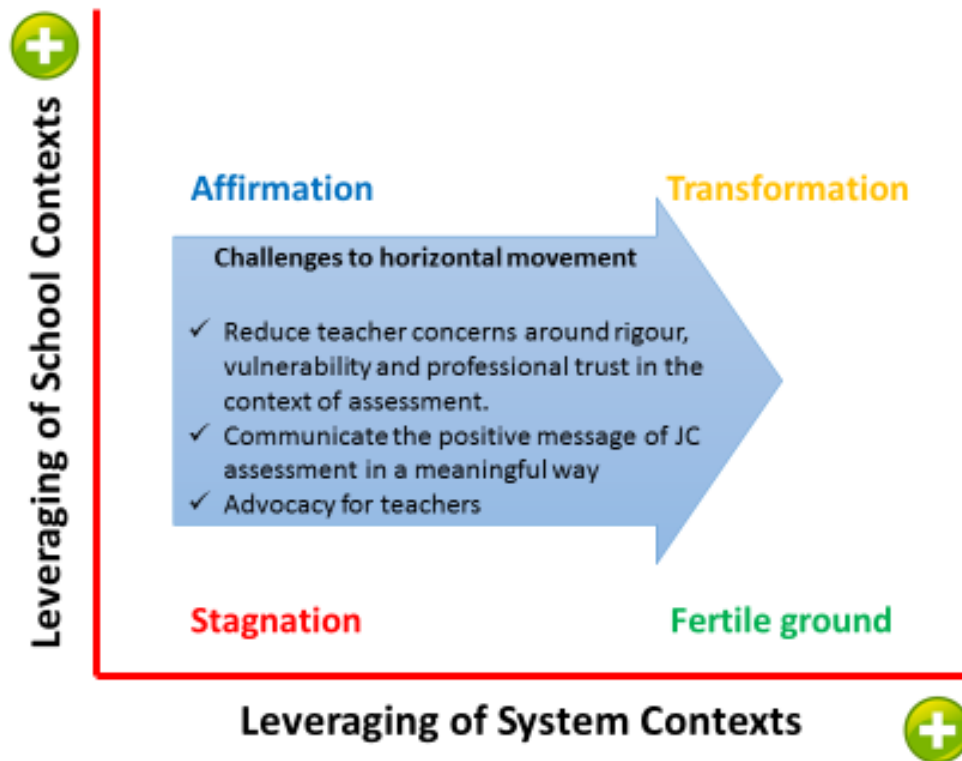 Leveraging of School Contexts
Affirmation
Transformation
Challenges to horizontal movement
✓ Reduce teacher concerns around rigour,
vulnerability and professional trust in the
context of assessment.
✓ Communicate the positive message of JC
assessment in a meaningful way
✓ Advocacy for teachers
Stagnation
Fertile ground
Leveraging of System Contexts